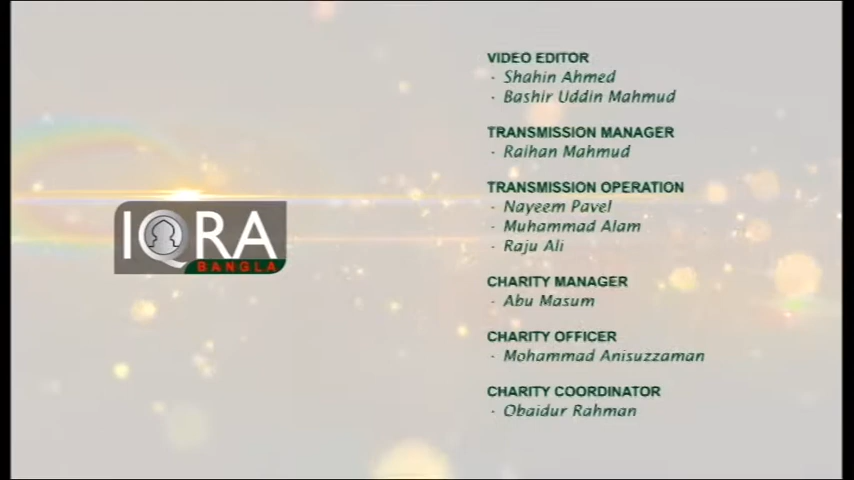 IQRA
BANGLA
VIDEO EDITOR
- Shahin Ahmed
- Bashir Uddin Mahmud
TRANSMISSION MANAGER
- Raihan Mahmud
TRANSMISSION OPERATION
- Nayeem Pavel
- Muhammad Alam
- Raju Ali
CHARITY MANAGER
- Abu Masum
CHARITY OFFICER
- Mohammad Anisuzzaman
CHARITY COORDINATOR
- Obaidur Rahman